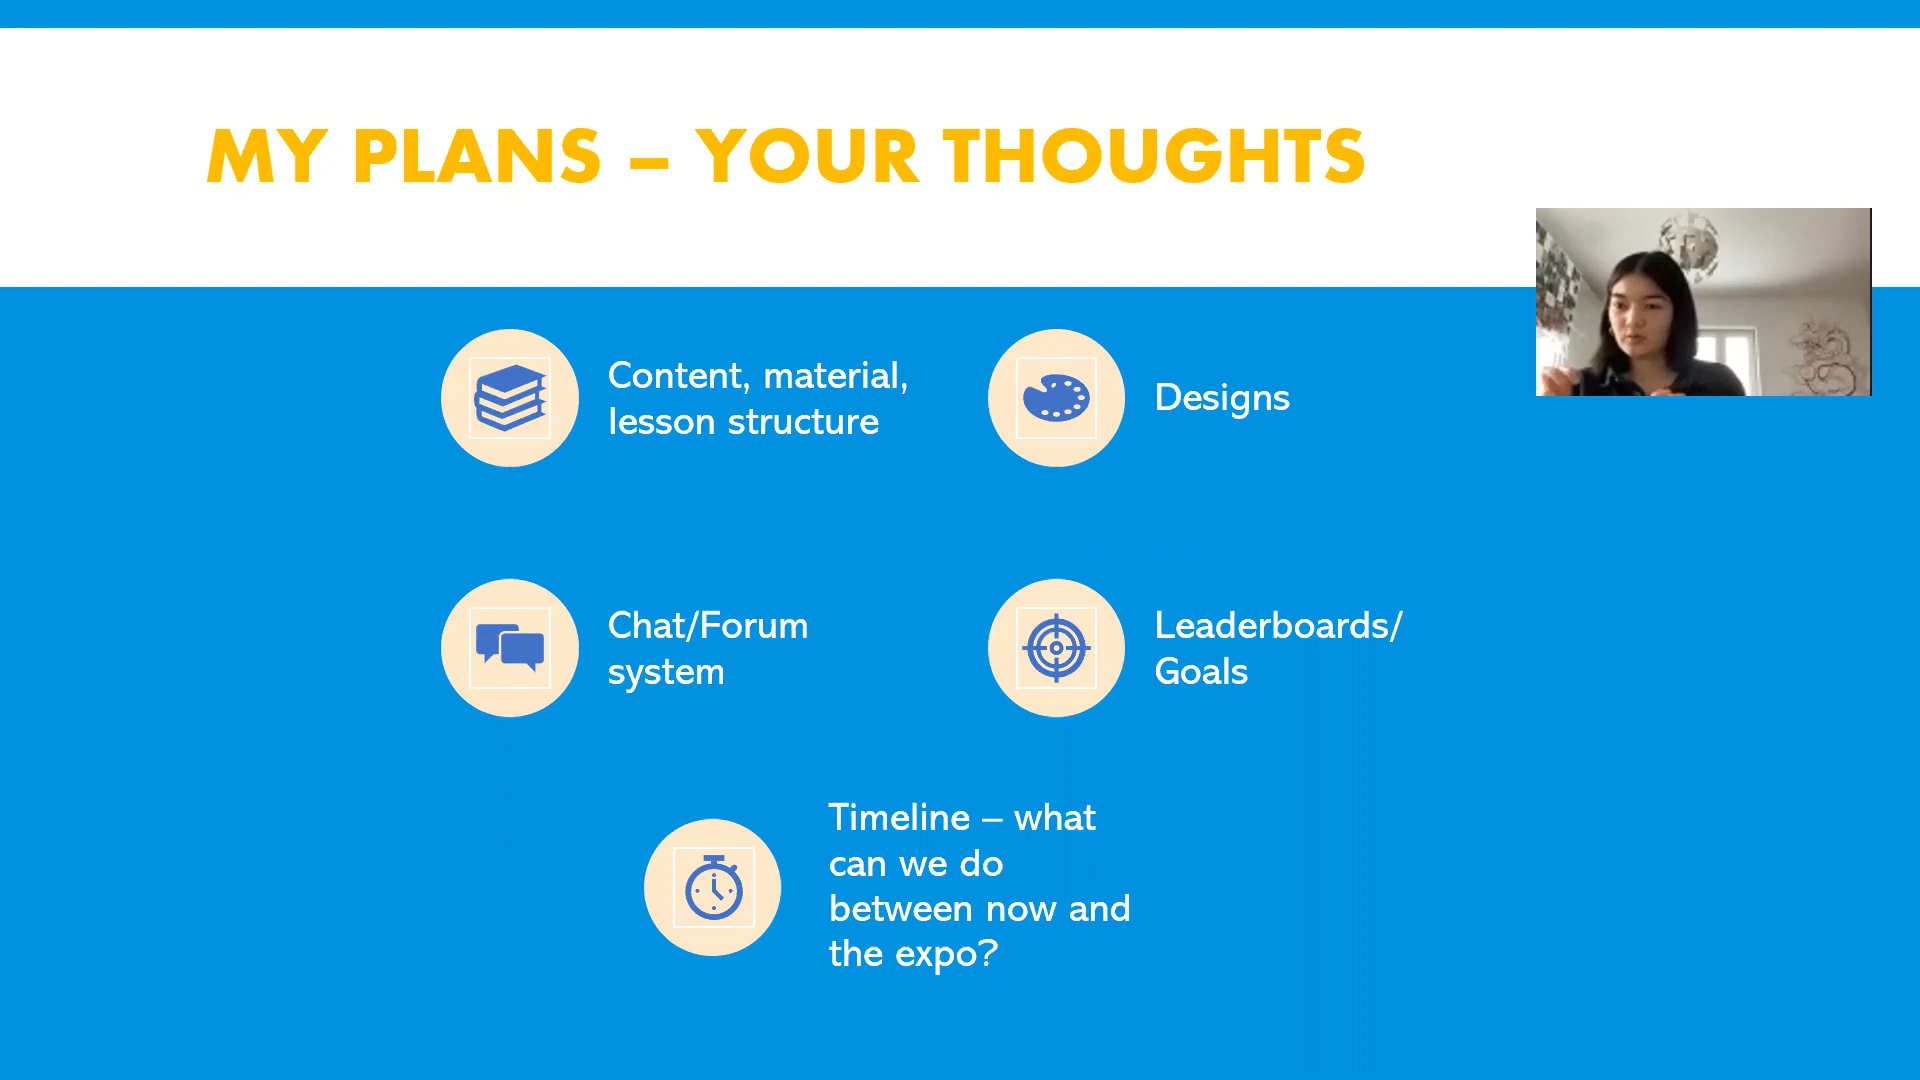 MY PLANS – YOUR THOUGHTS
Content, material,
lesson structure
Designs
Chat/Forum
system
Leaderboards/
Goals
Timeline – what
can we do
between now and
the expo?